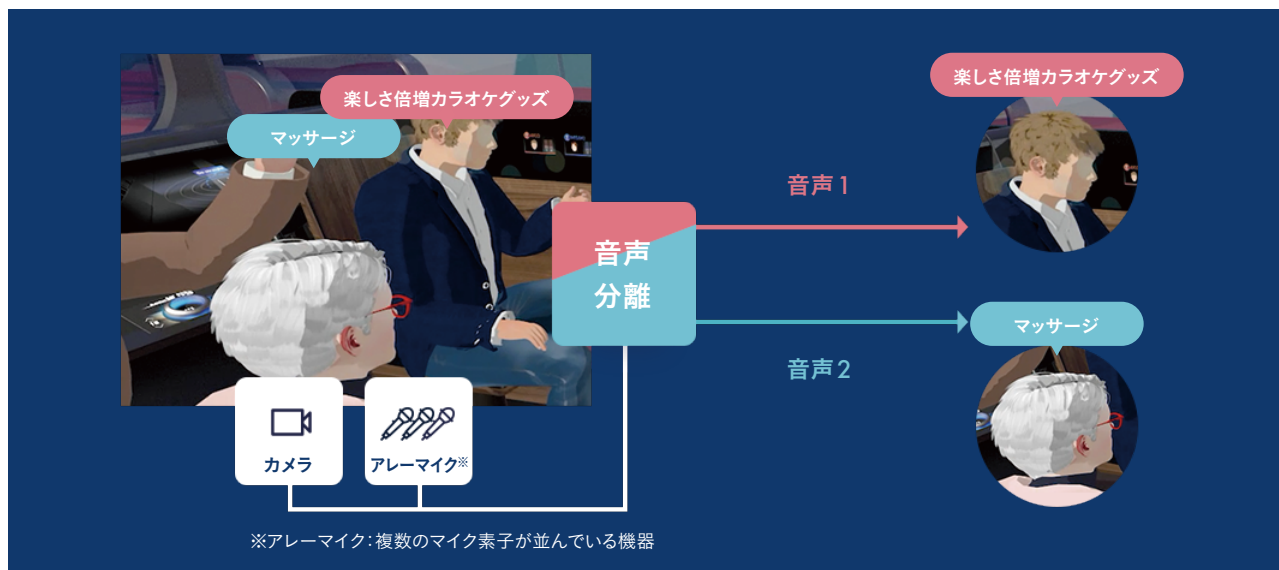 楽しさ倍増カラオケグッズ
マッサージ
音声
分離
カメラ
アレーマイク※
※アレーマイク：複数のマイク素子が並んでいる機器
音声1
音声2
楽しさ倍増カラオケグッズ
マッサージ